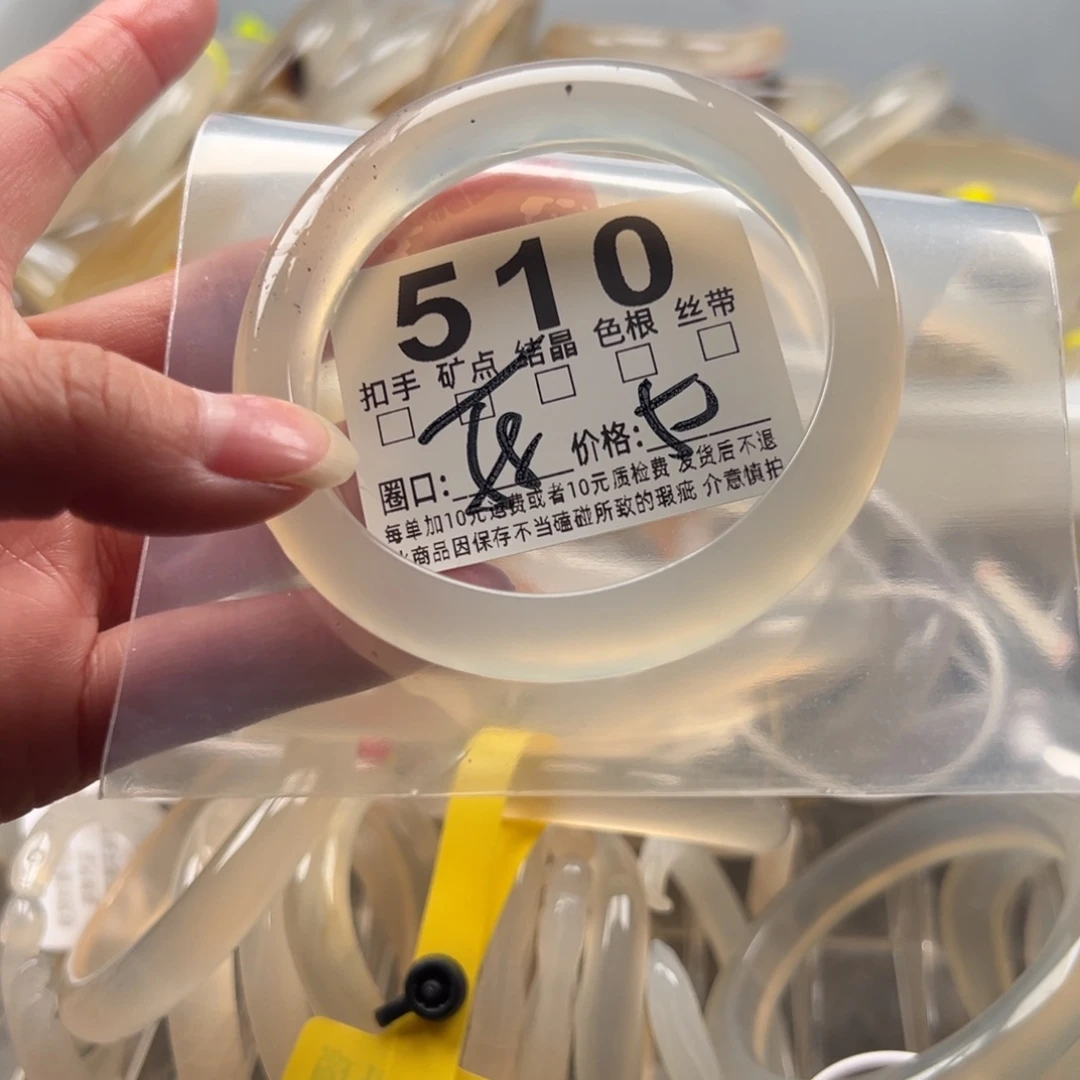 510
扣手 矿点 结晶 色根 丝带
圈口: 价格:
每单加10元运费或者10元质检费 发货后不退
商品因保存不当磕碰所致的瑕疵 介意慎拍